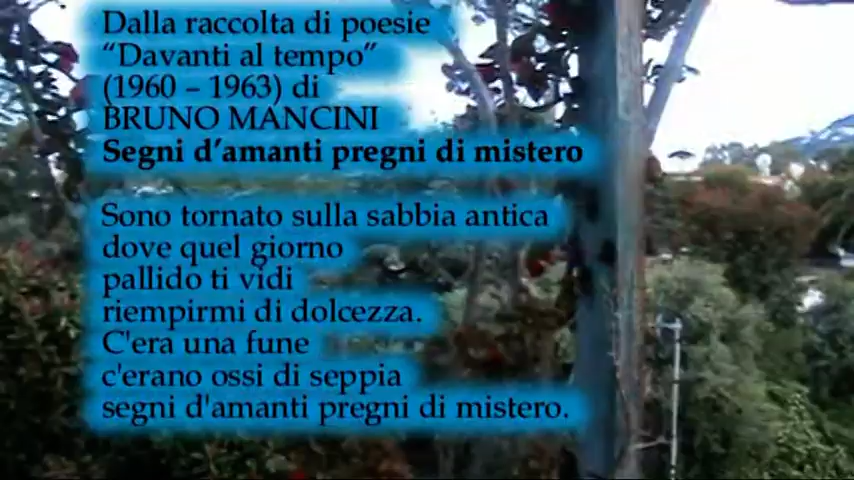 Dalla raccolta di poesie
“Davanti al tempo”
(1960 – 1963) di
BRUNO MANCINI
Segni d’amanti pregni di mistero
Sono tornato sulla sabbia antica
dove quel giorno
pallido ti vidi
riempirmi di dolcezza.
C'era una fune
c'erano ossi di seppia
segni d'amanti pregni di mistero.